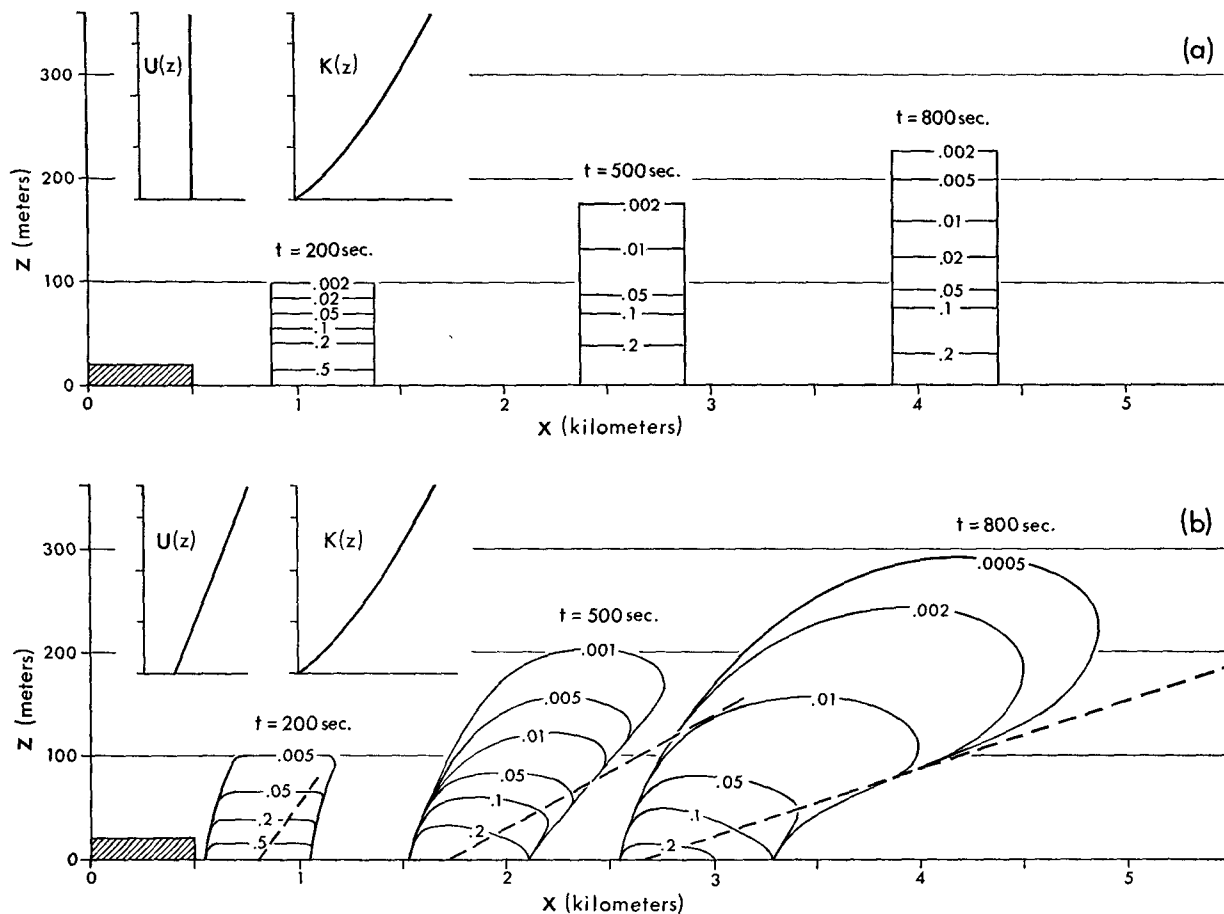 (a)
U(z)
K(z)
300
200
100
0
Z (meters)
t = 200 sec.
.002
.02
.05
.1
.2
.5
t = 500 sec.
.002
.01
.05
.1
.2
t = 800 sec.
.002
.005
.01
.02
.05
.1
.2
0 1 2 3 4 5
X (kilometers)
(b)
U(z)
K(z)
300
200
100
0
Z (meters)
t = 200 sec.
.005
.05
.2
.5
t = 500 sec.
.001
.005
.01
.05
.1
.2
t = 800 sec.
.0005
.002
.01
.05
.1
.2
0 1 2 3 4 5
X (kilometers)